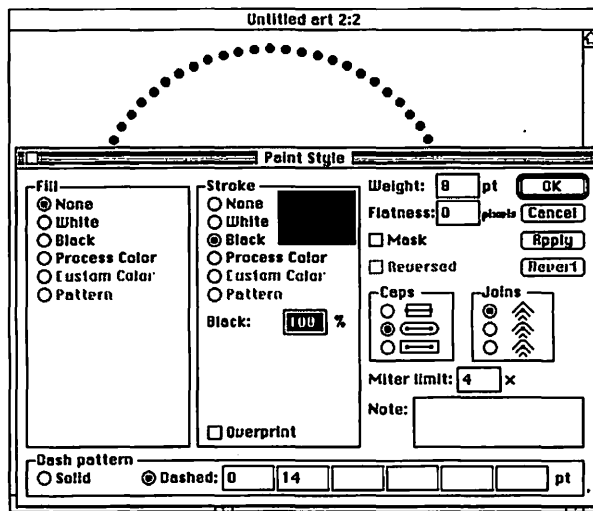 Untitled art 2:2
Paint Style
Fill
None
White
Black
Process Color
Custom Color
Pattern
Stroke
None
White
Black
Process Color
Custom Color
Pattern
Black: 100 %
Overprint
Weight: 8 pt
Flatness: 0 pixels
Mask
Reversed
OK
Cancel
Apply
Revert
Caps
Joins
Miter limit: 4 x
Note:
Dash pattern
Solid
Dashed: 0 14 pt